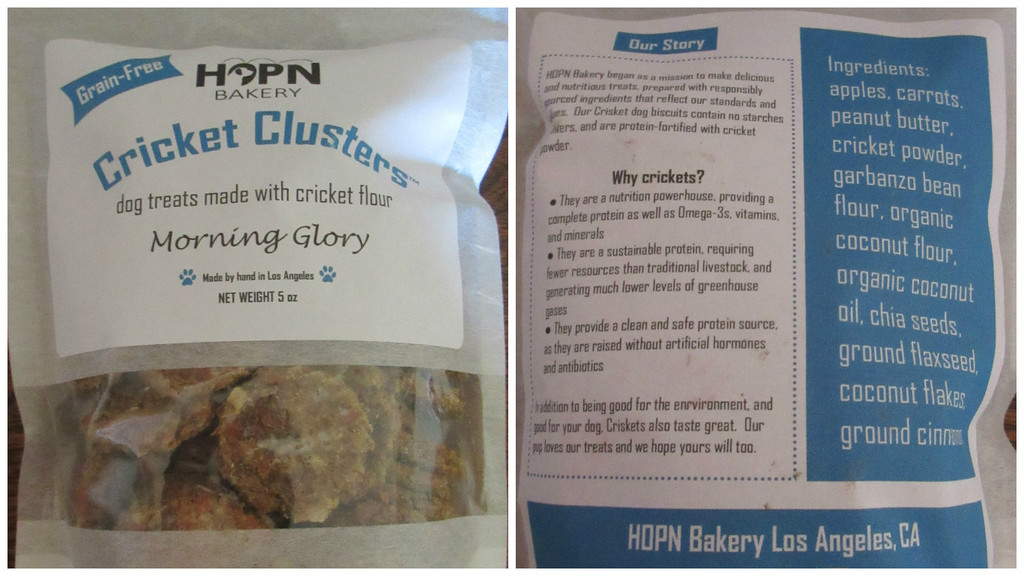 Grain-Free
HOPN
BAKERY
Cricket Clusters™
dog treats made with cricket flour
Morning Glory
Made by hand in Los Angeles
NET WEIGHT 5 oz
Our Story
HOPN Bakery began as a mission to make delicious
and nutritious treats, prepared with responsibly
sourced ingredients that reflect our standards and
Our Crisket dog biscuits contain no starches
and are protein-fortified with cricket
powder.
Why crickets?
● They are a nutrition powerhouse, providing a
complete protein as well as Omega-3s, vitamins,
and minerals
● They are a sustainable protein, requiring
fewer resources than traditional livestock, and
generating much lower levels of greenhouse
gases
● They provide a clean and safe protein source,
as they are raised without artificial hormones
and antibiotics
In addition to being good for the enrvironment, and
good for your dog, Criskets also taste great. Our
pup loves our treats and we hope yours will too.
Ingredients:
apples, carrots,
peanut butter,
cricket powder,
garbanzo bean
flour, organic
coconut flour,
organic coconut
oil, chia seeds,
ground flaxseed,
coconut flakes,
ground cinnamon
HOPN Bakery Los Angeles, CA